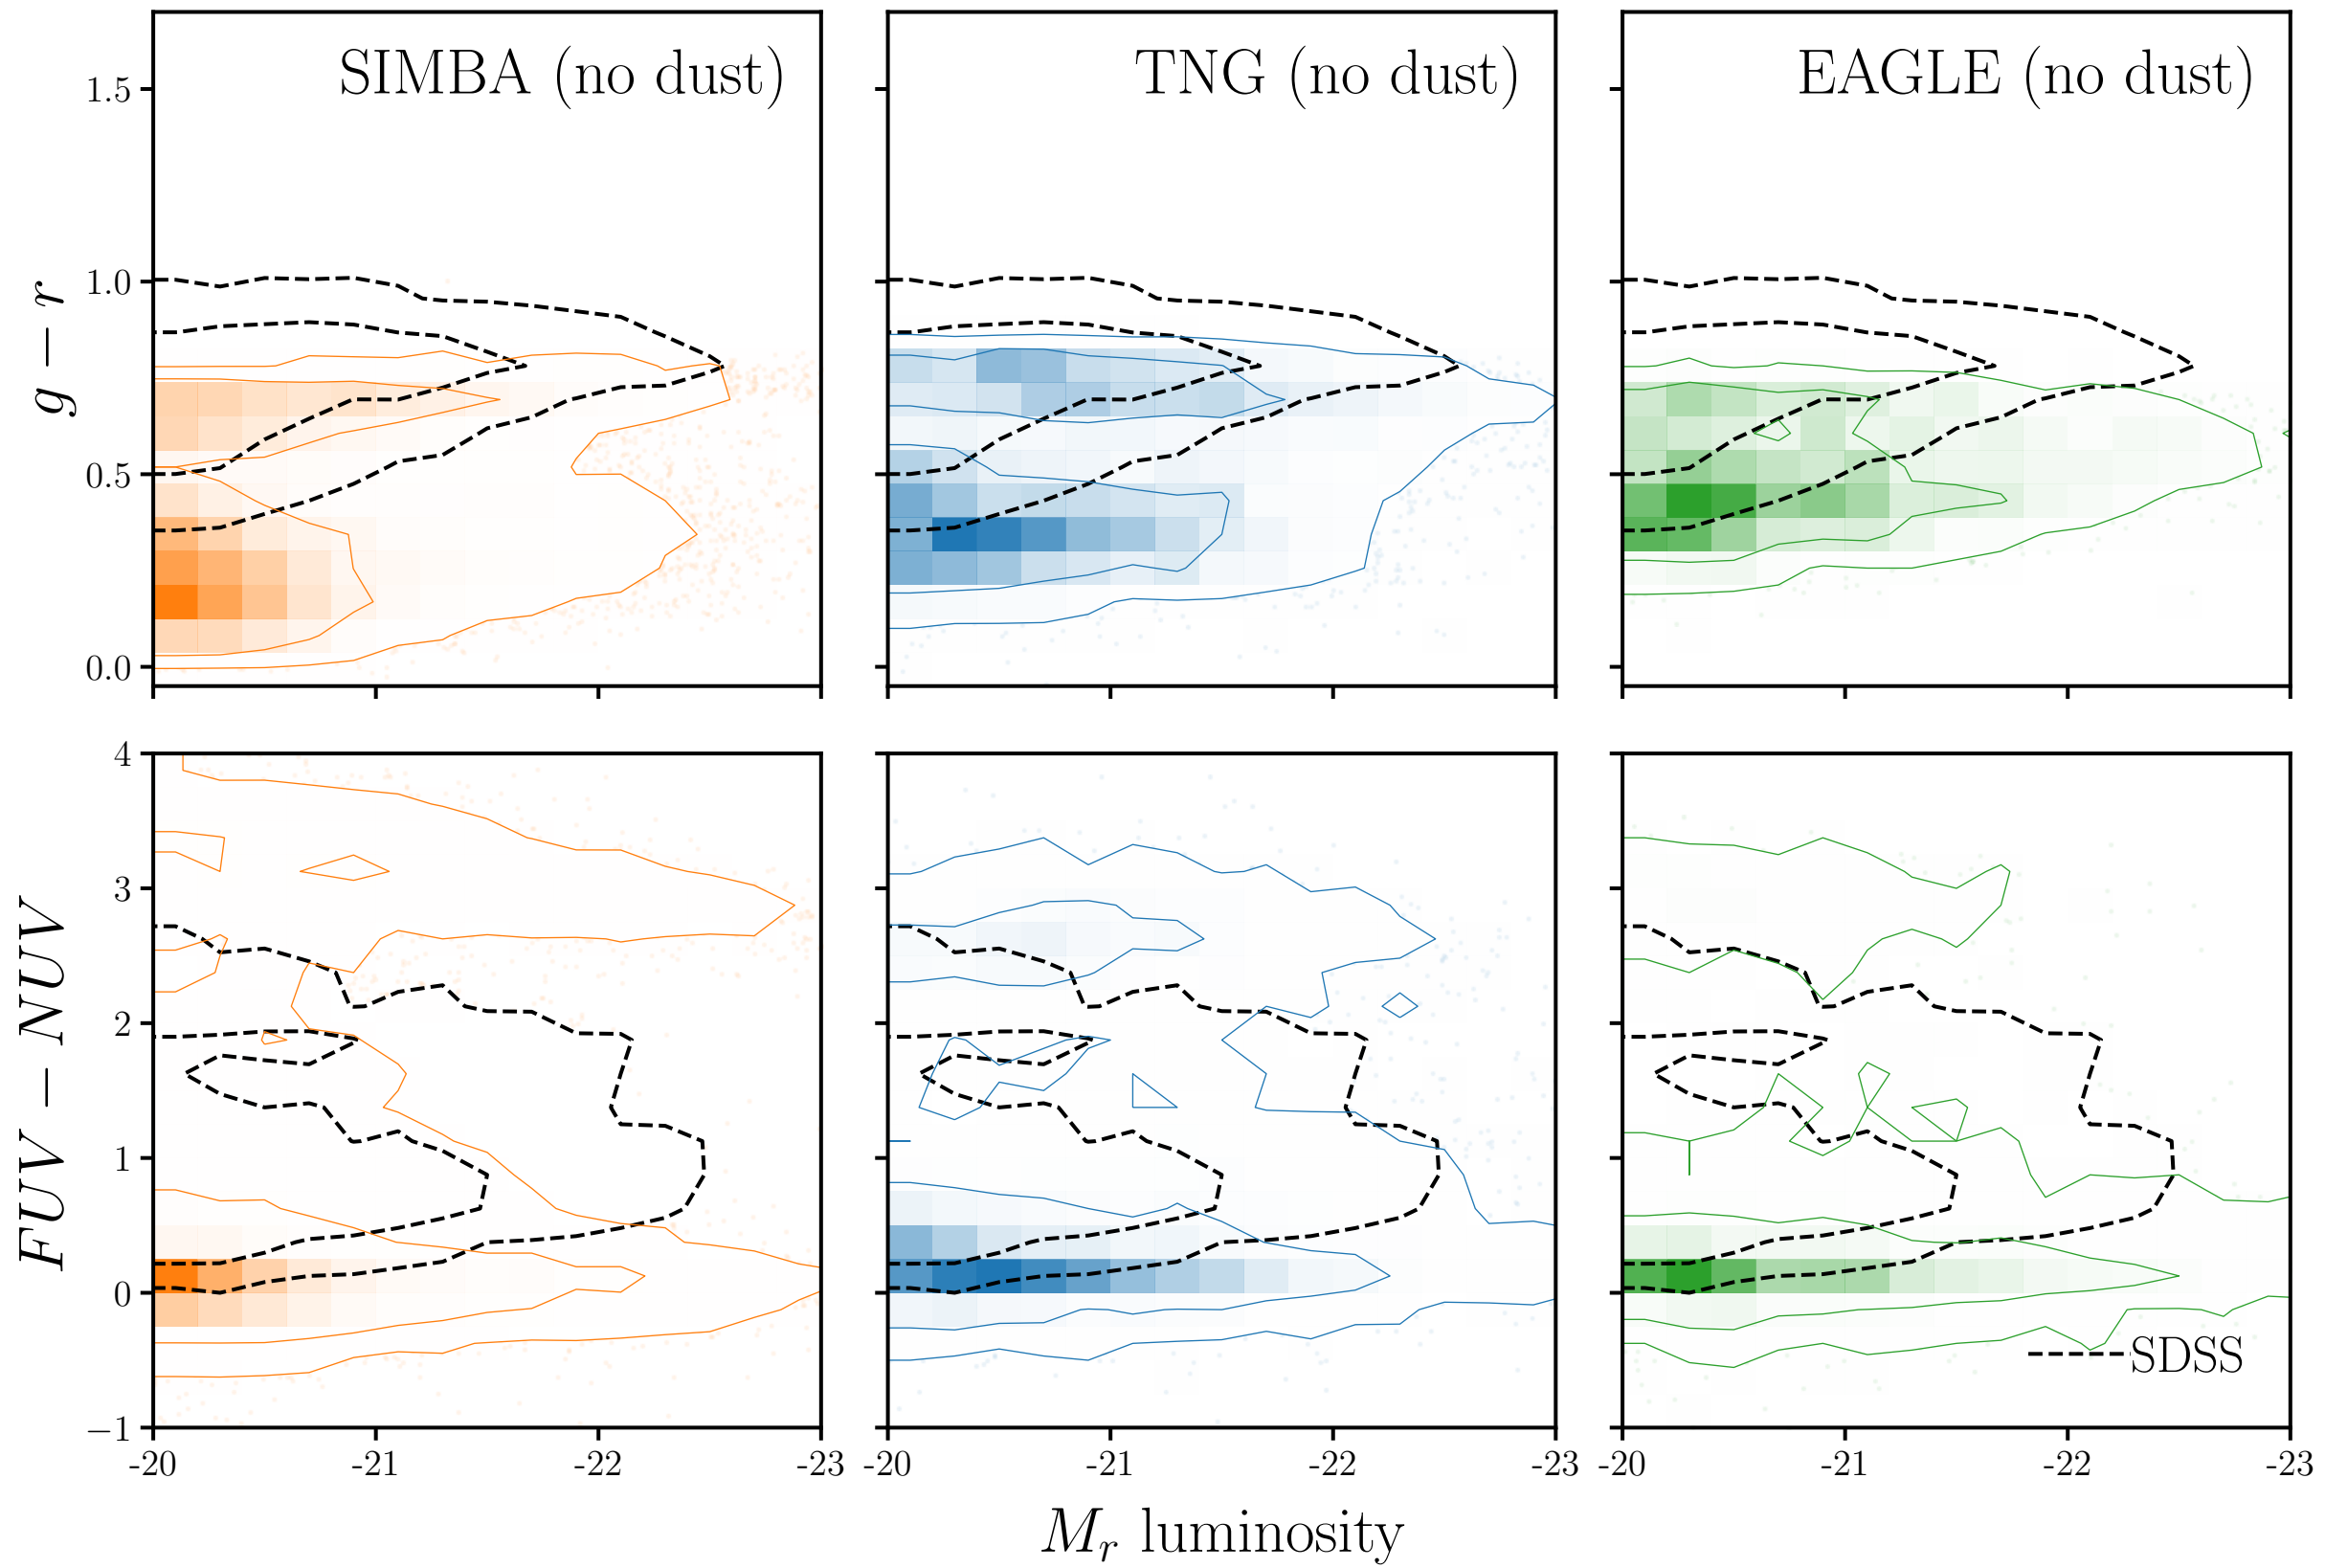 SIMBA (no dust)
TNG (no dust)
EAGLE (no dust)
1.5
1.0
0.5
0.0
g − r
4
3
2
1
0
−1
FUV − NUV
SDSS
-20 -21 -22 -23
-20 -21 -22 -23
-20 -21 -22 -23
M_r luminosity